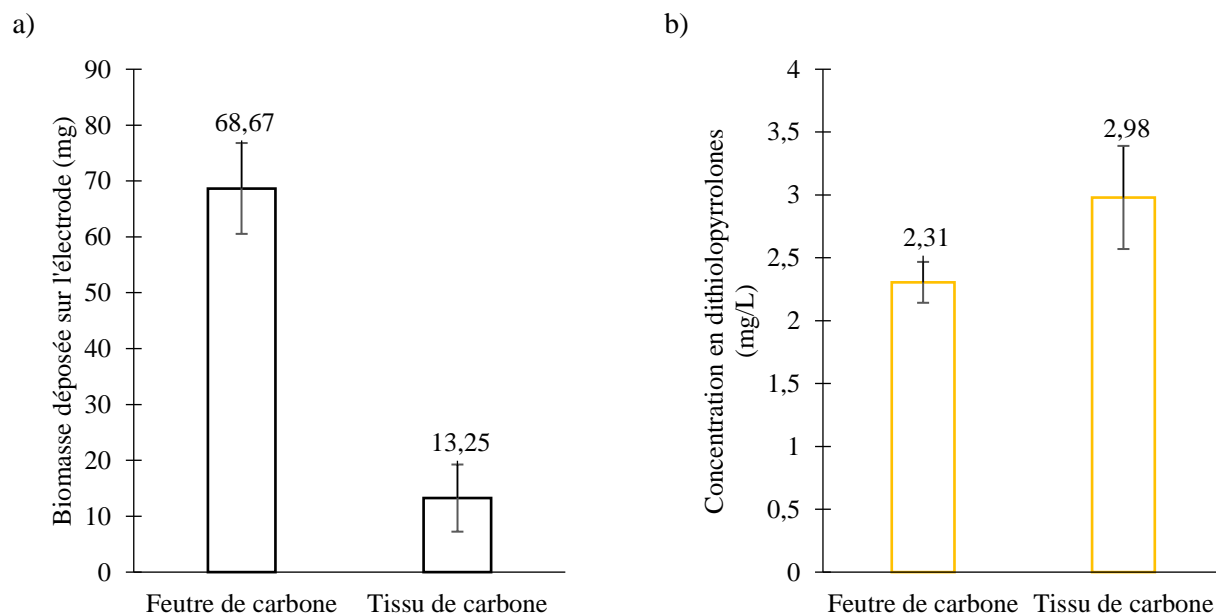 a)
Biomasse déposée sur l'électrode (mg)
90
80
70
60
50
40
30
20
10
0
68,67
13,25
Feutre de carbone
Tissu de carbone
b)
Concentration en dithiolopyrrolones
(mg/L)
4
3,5
3
2,5
2
1,5
1
0,5
0
2,31
2,98
Feutre de carbone
Tissu de carbone